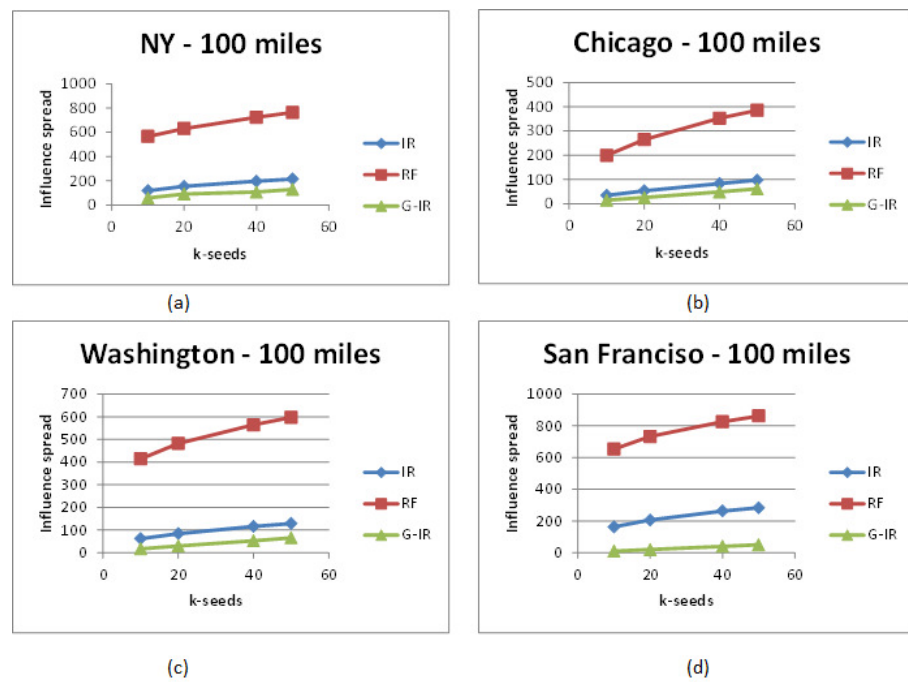 NY - 100 miles
1000
800
600
400
200
0
0 20 40 60
Influence spread
k-seeds
IR
RF
G-IR
(a)
Chicago - 100 miles
500
400
300
200
100
0
0 20 40 60
Influence spread
k-seeds
IR
RF
G-IR
(b)
Washington - 100 miles
700
600
500
400
300
200
100
0
0 20 40 60
Influence spread
k-seeds
IR
RF
G-IR
(c)
San Franciso - 100 miles
1000
800
600
400
200
0
0 20 40 60
Influence spread
k-seeds
IR
RF
G-IR
(d)